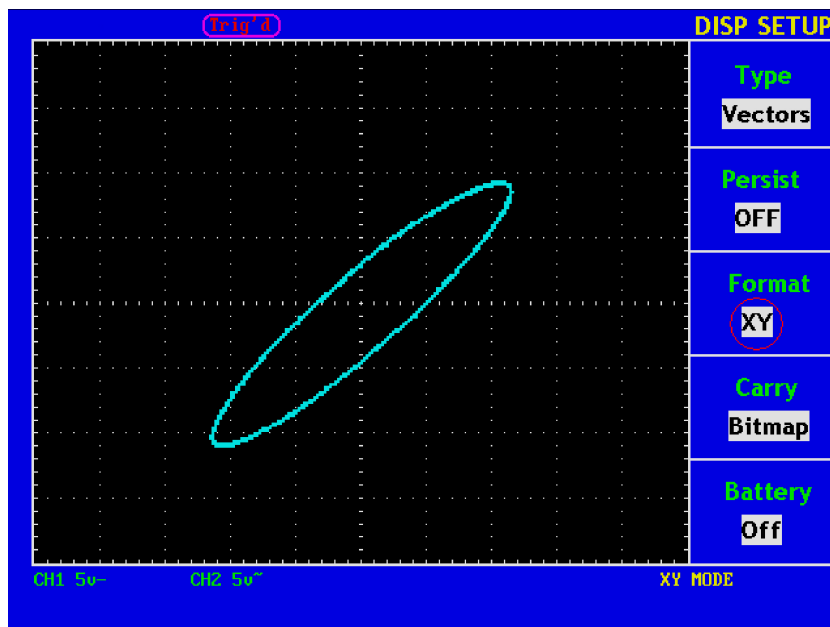 Trig'd
DISP SETUP
Type
Vectors
Persist
OFF
Format
XY
Carry
Bitmap
Battery
Off
CH1 5v⎓ CH2 5v~ XY MODE